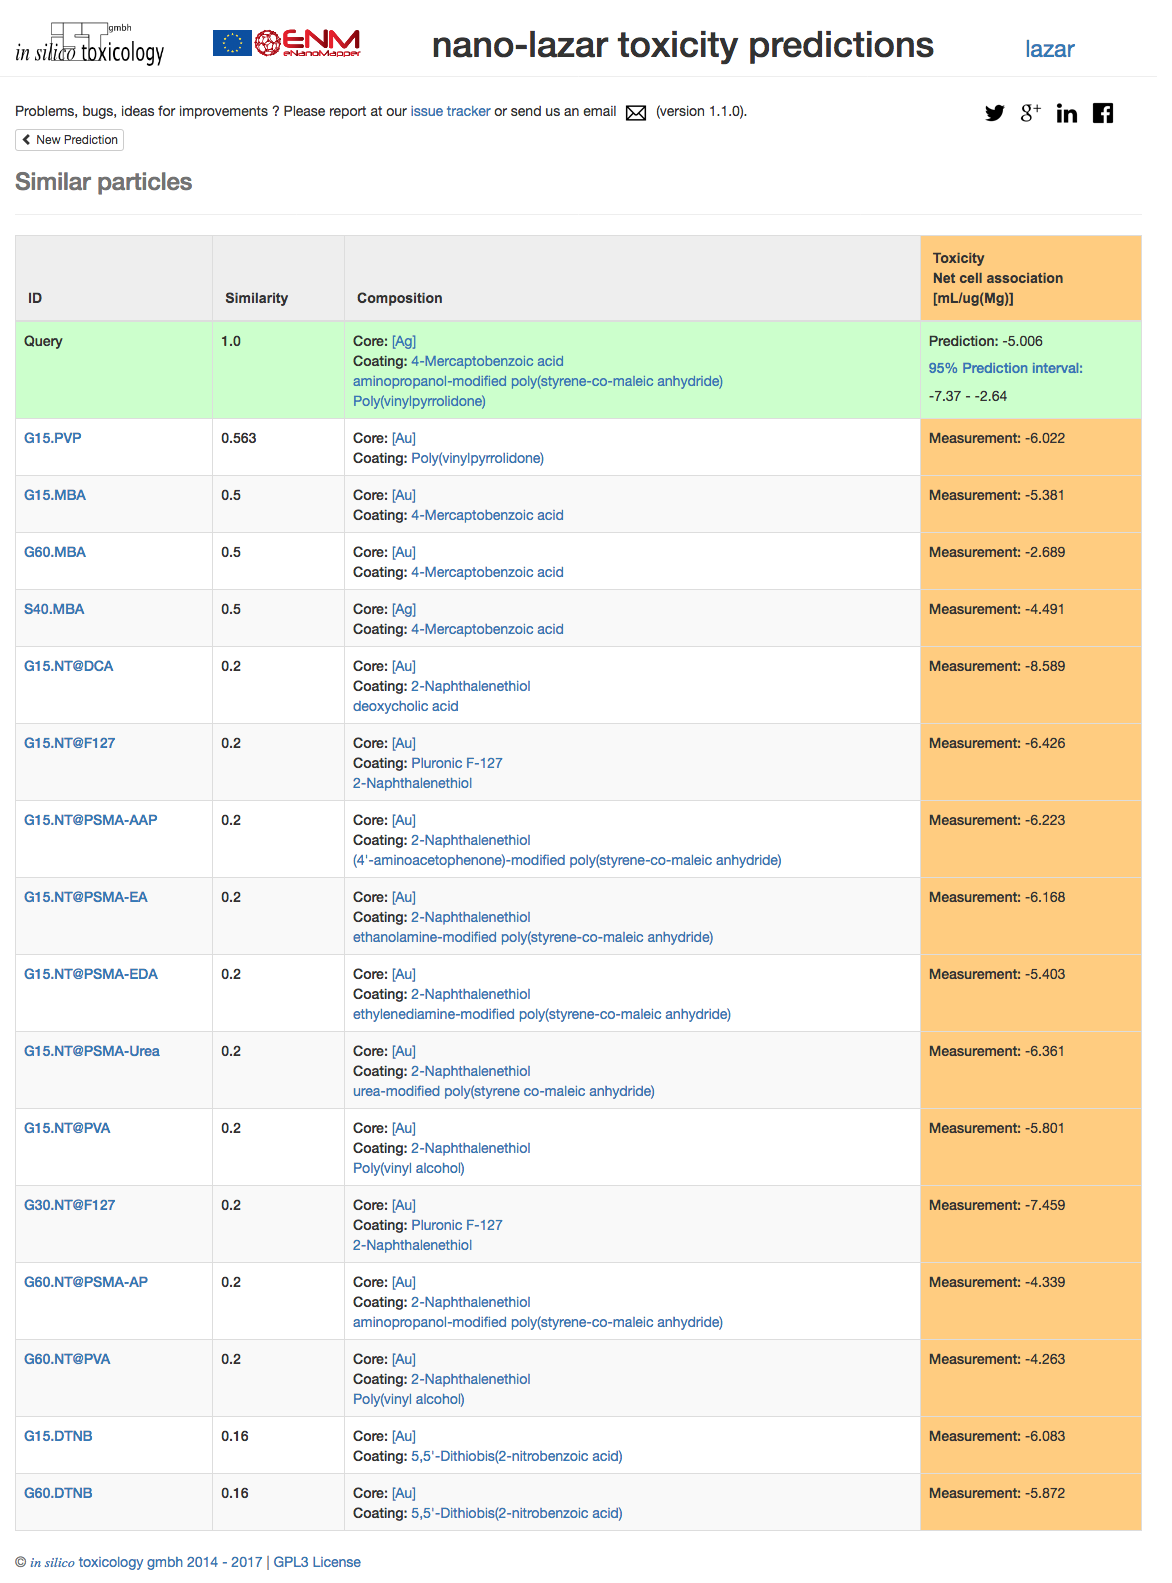 in silico toxicology
gmbh
ENM
eNanoMapper
nano-lazar toxicity predictions
lazar
Problems, bugs, ideas for improvements ? Please report at our issue tracker or send us an email (version 1.1.0).
New Prediction
Similar particles
ID Similarity Composition Toxicity
Net cell association
[mL/ug(Mg)]
Query 1.0 Core: [Ag] Prediction: -5.006
Coating: 4-Mercaptobenzoic acid 95% Prediction interval:
aminopropanol-modified poly(styrene-co-maleic anhydride)
Poly(vinylpyrrolidone) -7.37 - -2.64
G15.PVP 0.563 Core: [Au] Measurement: -6.022
Coating: Poly(vinylpyrrolidone)
G15.MBA 0.5 Core: [Au] Measurement: -5.381
Coating: 4-Mercaptobenzoic acid
G60.MBA 0.5 Core: [Au] Measurement: -2.689
Coating: 4-Mercaptobenzoic acid
S40.MBA 0.5 Core: [Ag] Measurement: -4.491
Coating: 4-Mercaptobenzoic acid
G15.NT@DCA 0.2 Core: [Au] Measurement: -8.589
Coating: 2-Naphthalenethiol
deoxycholic acid
G15.NT@F127 0.2 Core: [Au] Measurement: -6.426
Coating: Pluronic F-127
2-Naphthalenethiol
G15.NT@PSMA-AAP 0.2 Core: [Au] Measurement: -6.223
Coating: 2-Naphthalenethiol
(4'-aminoacetophenone)-modified poly(styrene-co-maleic anhydride)
G15.NT@PSMA-EA 0.2 Core: [Au] Measurement: -6.168
Coating: 2-Naphthalenethiol
ethanolamine-modified poly(styrene-co-maleic anhydride)
G15.NT@PSMA-EDA 0.2 Core: [Au] Measurement: -5.403
Coating: 2-Naphthalenethiol
ethylenediamine-modified poly(styrene-co-maleic anhydride)
G15.NT@PSMA-Urea 0.2 Core: [Au] Measurement: -6.361
Coating: 2-Naphthalenethiol
urea-modified poly(styrene co-maleic anhydride)
G15.NT@PVA 0.2 Core: [Au] Measurement: -5.801
Coating: 2-Naphthalenethiol
Poly(vinyl alcohol)
G30.NT@F127 0.2 Core: [Au] Measurement: -7.459
Coating: Pluronic F-127
2-Naphthalenethiol
G60.NT@PSMA-AP 0.2 Core: [Au] Measurement: -4.339
Coating: 2-Naphthalenethiol
aminopropanol-modified poly(styrene-co-maleic anhydride)
G60.NT@PVA 0.2 Core: [Au] Measurement: -4.263
Coating: 2-Naphthalenethiol
Poly(vinyl alcohol)
G15.DTNB 0.16 Core: [Au] Measurement: -6.083
Coating: 5,5'-Dithiobis(2-nitrobenzoic acid)
G60.DTNB 0.16 Core: [Au] Measurement: -5.872
Coating: 5,5'-Dithiobis(2-nitrobenzoic acid)
© in silico toxicology gmbh 2014 - 2017 | GPL3 License